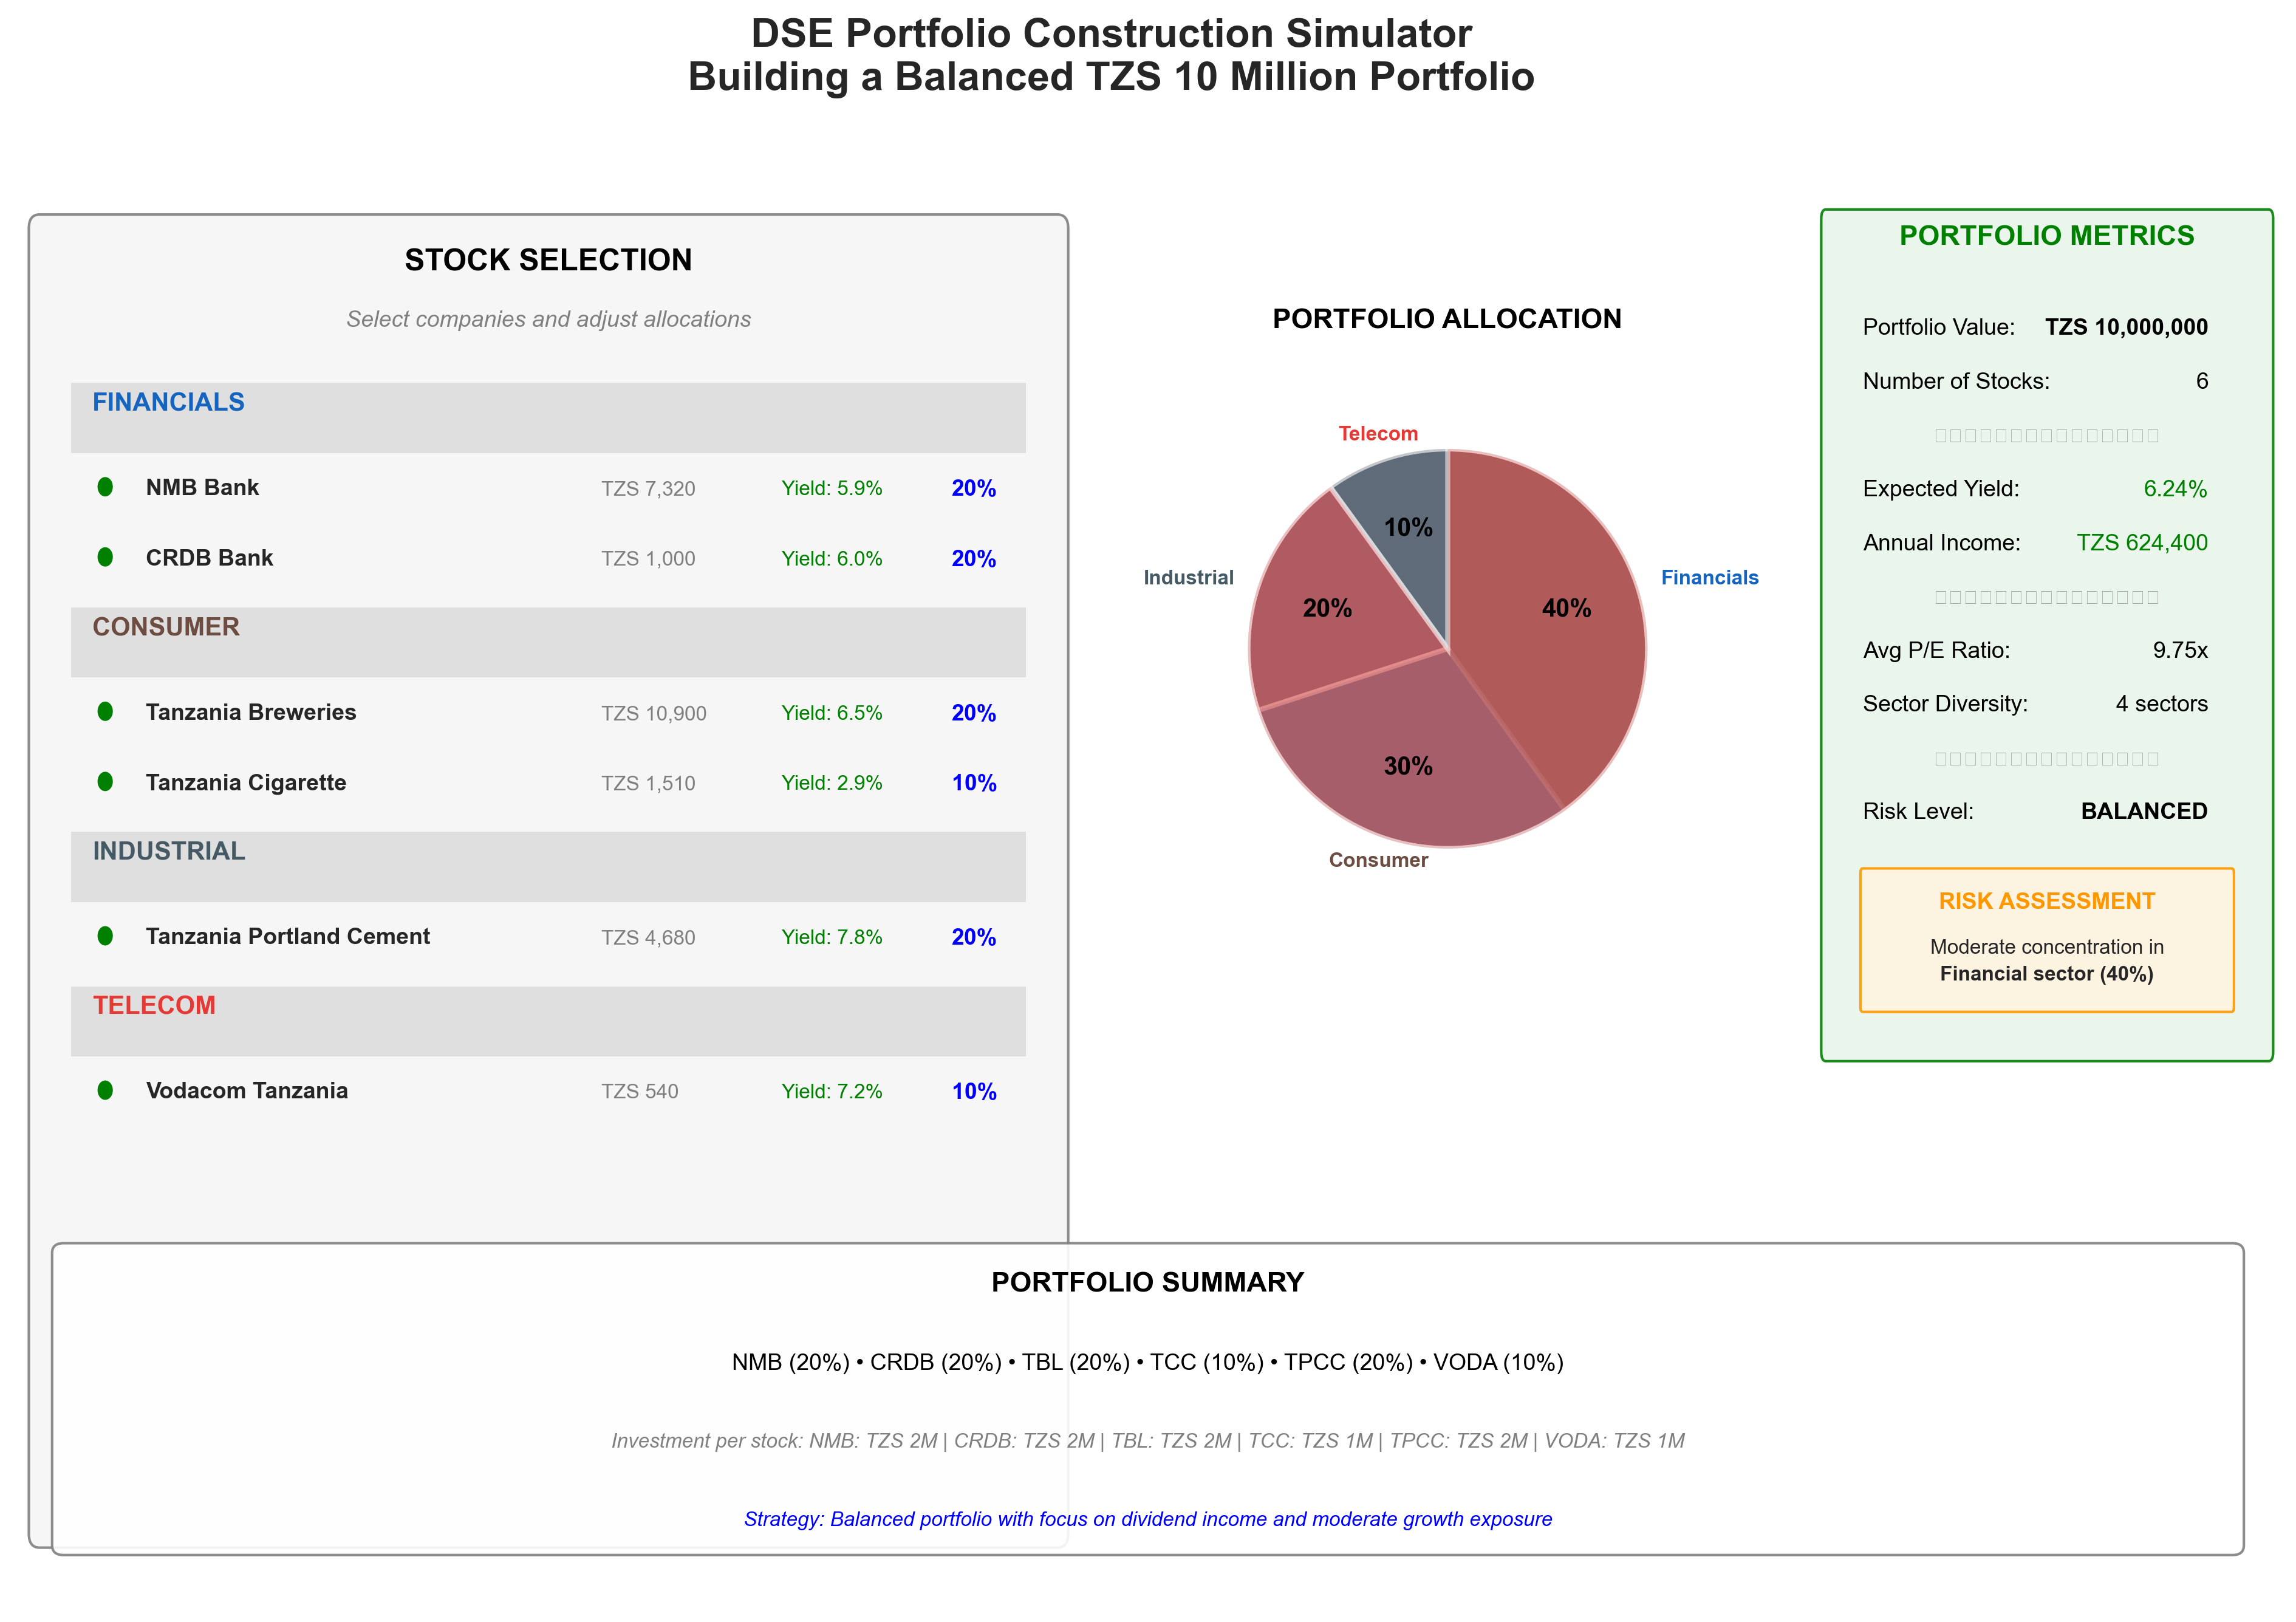 DSE Portfolio Construction Simulator
Building a Balanced TZS 10 Million Portfolio
STOCK SELECTION
Select companies and adjust allocations
FINANCIALS
NMB Bank TZS 7,320 Yield: 5.9% 20%
CRDB Bank TZS 1,000 Yield: 6.0% 20%
CONSUMER
Tanzania Breweries TZS 10,900 Yield: 6.5% 20%
Tanzania Cigarette TZS 1,510 Yield: 2.9% 10%
INDUSTRIAL
Tanzania Portland Cement TZS 4,680 Yield: 7.8% 20%
TELECOM
Vodacom Tanzania TZS 540 Yield: 7.2% 10%
PORTFOLIO ALLOCATION
Telecom
10%
Industrial
20%
40%
Financials
30%
Consumer
PORTFOLIO METRICS
Portfolio Value: TZS 10,000,000
Number of Stocks: 6
Expected Yield: 6.24%
Annual Income: TZS 624,400
Avg P/E Ratio: 9.75x
Sector Diversity: 4 sectors
Risk Level: BALANCED
RISK ASSESSMENT
Moderate concentration in
Financial sector (40%)
PORTFOLIO SUMMARY
NMB (20%) • CRDB (20%) • TBL (20%) • TCC (10%) • TPCC (20%) • VODA (10%)
Investment per stock: NMB: TZS 2M | CRDB: TZS 2M | TBL: TZS 2M | TCC: TZS 1M | TPCC: TZS 2M | VODA: TZS 1M
Strategy: Balanced portfolio with focus on dividend income and moderate growth exposure